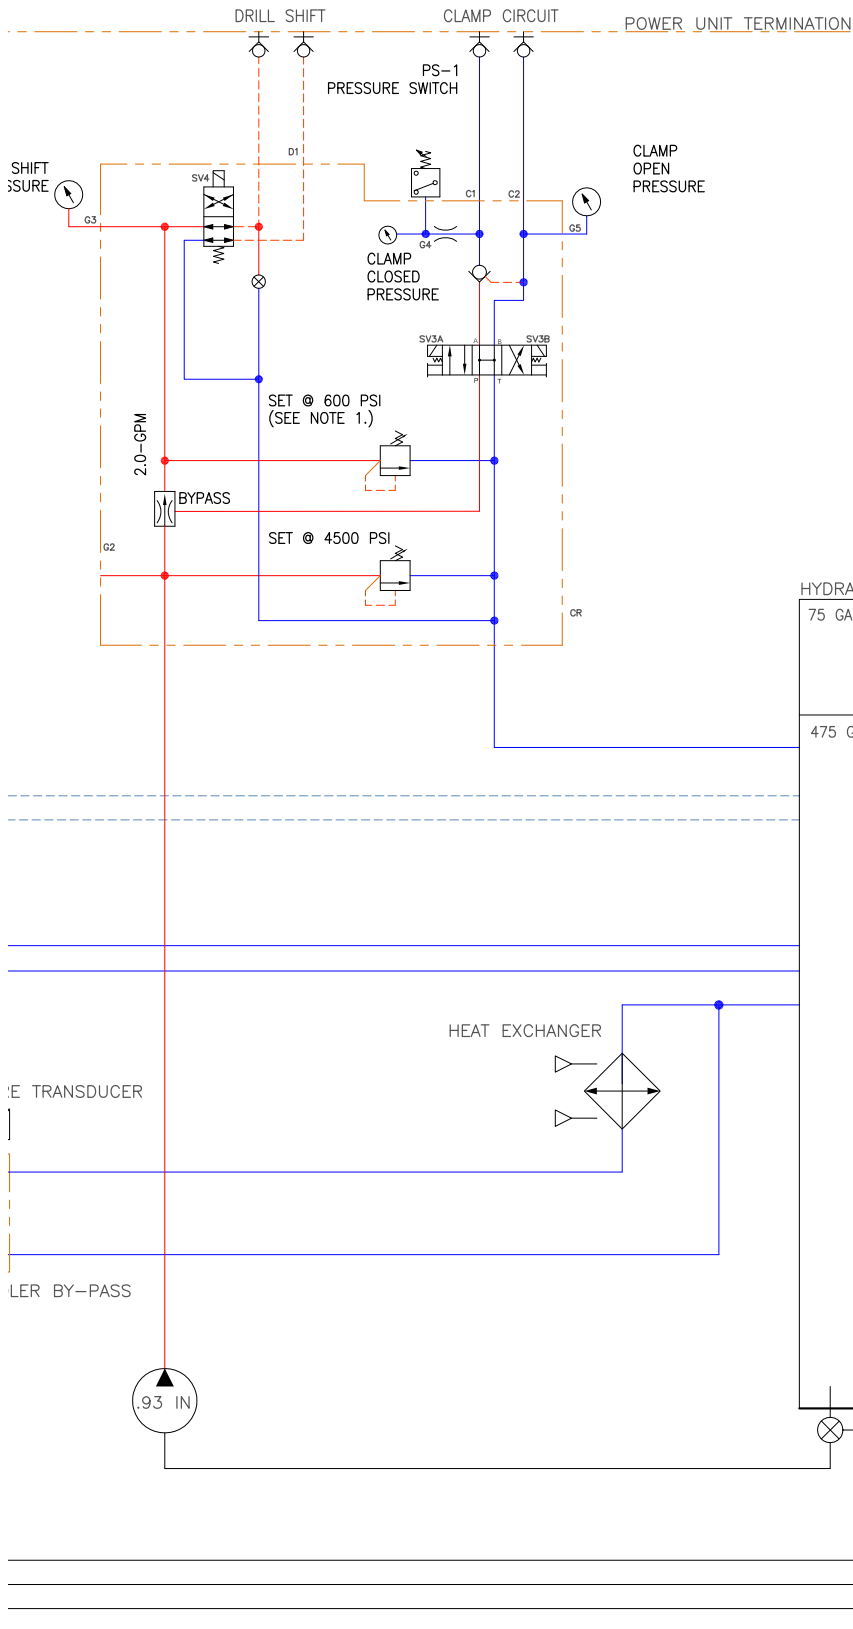 DRILL SHIFT
CLAMP CIRCUIT
POWER UNIT TERMINATION
PS-1
PRESSURE SWITCH
D1
CLAMP
OPEN
PRESSURE
SHIFT
SSURE
SV4
C1
C2
G3
G4
G5
CLAMP
CLOSED
PRESSURE
SV3A
A
B
SV3B
P
T
SET @ 600 PSI
(SEE NOTE 1.)
2.0-GPM
BYPASS
SET @ 4500 PSI
G2
CR
HYDRA
75 GA
475 G
HEAT EXCHANGER
RE TRANSDUCER
LER BY-PASS
.93 IN